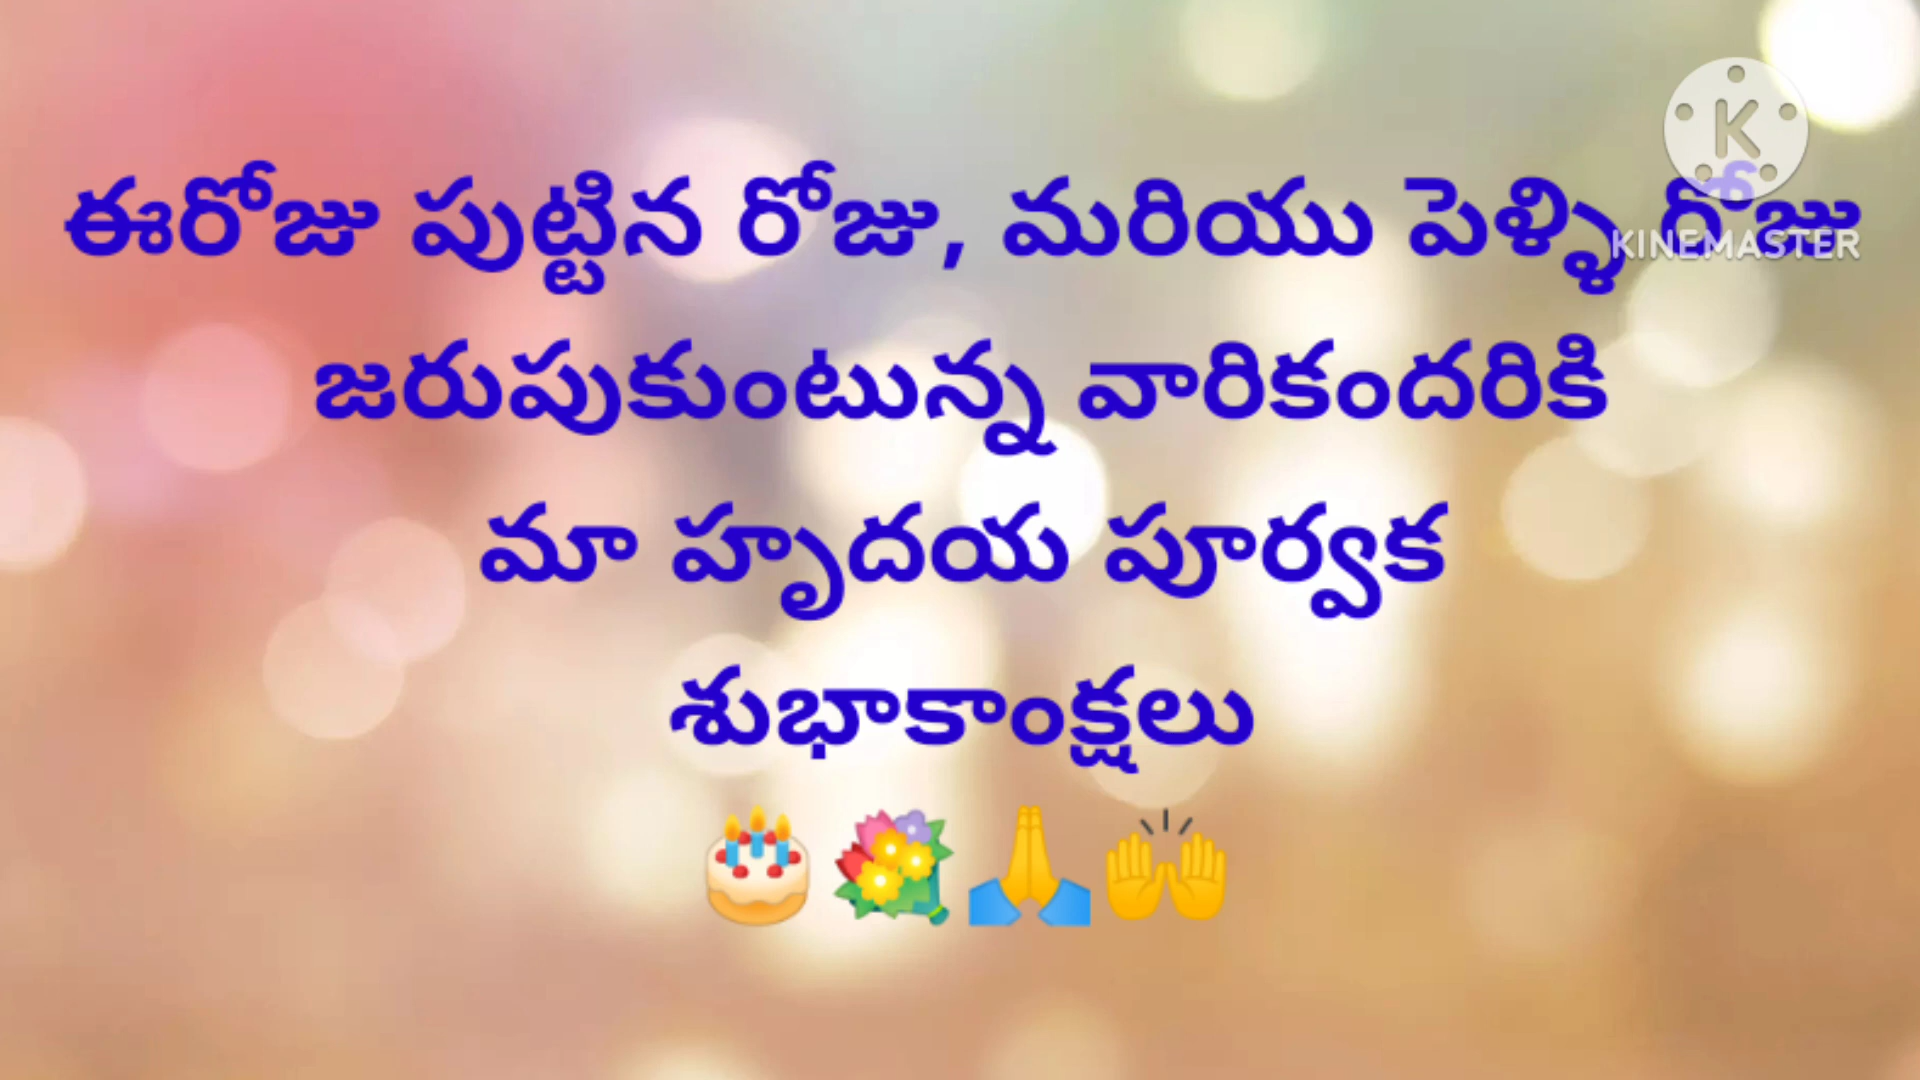 ఈరోజు పుట్టిన రోజు, మరియు పెళ్ళి రోజు
జరుపుకుంటున్న వారికందరికి
మా హృదయ పూర్వక
శుభాకాంక్షలు
🎂💐🙏🙌
K
KINEMASTER